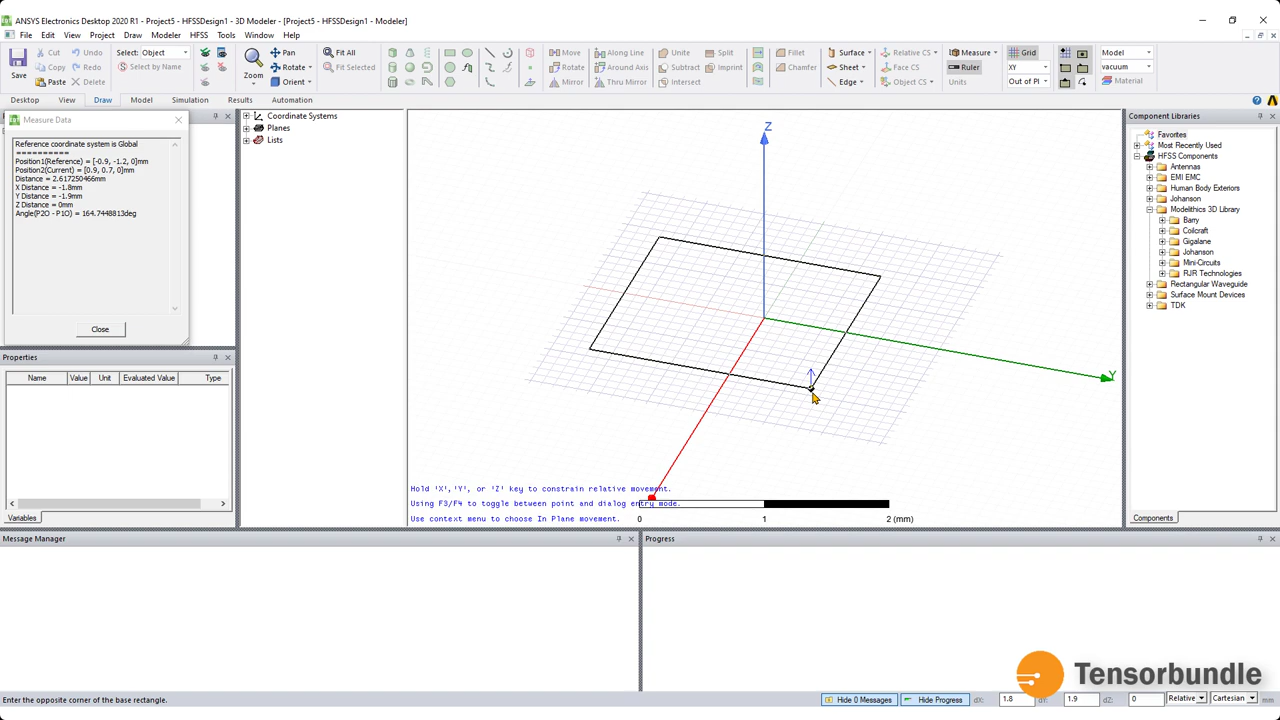 ANSYS Electronics Desktop 2020 R1 - Project5 - HFSSDesign1 - 3D Modeler - [Project5 - HFSSDesign1 - Modeler]
File Edit View Project Draw Modeler HFSS Tools Window Help
Save
Cut Undo
Copy Redo
Paste Delete
Select: Object
Select by Name
Zoom
Pan
Rotate
Orient
Fit All
Fit Selected
Move Along Line Unite Split
Rotate Around Axis Subtract Imprint
Mirror Thru Mirror Intersect
Fillet
Chamfer
Surface
Sheet
Edge
Relative CS
Face CS
Object CS
Measure
Ruler
Units
Grid
XY
Out of Pl
Model
vacuum
Material
Desktop View Draw Model Simulation Results Automation
Measure Data
Reference coordinate system is Global
==========
Position1(Reference) = [-0.9, -1.2, 0]mm
Position2(Current) = [0.9, 0.7, 0]mm
Distance = 2.617250466mm
X Distance = -1.8mm
Y Distance = -1.9mm
Z Distance = 0mm
Angle(P2O - P1O) = 164.7448813deg
Close
Properties
Name Value Unit Evaluated Value Type
Variables
Coordinate Systems
Planes
Lists
Z
Y
Hold 'X','Y', or 'Z' key to constrain relative movement.
Using F3/F4 to toggle between point and dialog entry mode.
Use context menu to choose In Plane movement.
0 1 2 (mm)
Component Libraries
Favorites
Most Recently Used
HFSS Components
Antennas
EMI EMC
Human Body Exteriors
Johanson
Modelithics 3D Library
Barry
Coilcraft
Gigalane
Johanson
Mini-Circuits
RJR Technologies
Rectangular Waveguide
Surface Mount Devices
TDK
Components
Message Manager
Progress
Tensorbundle
Enter the opposite corner of the base rectangle.
Hide 0 Messages Hide Progress dX: 1.8 dY: 1.9 dZ: 0 Relative Cartesian mm